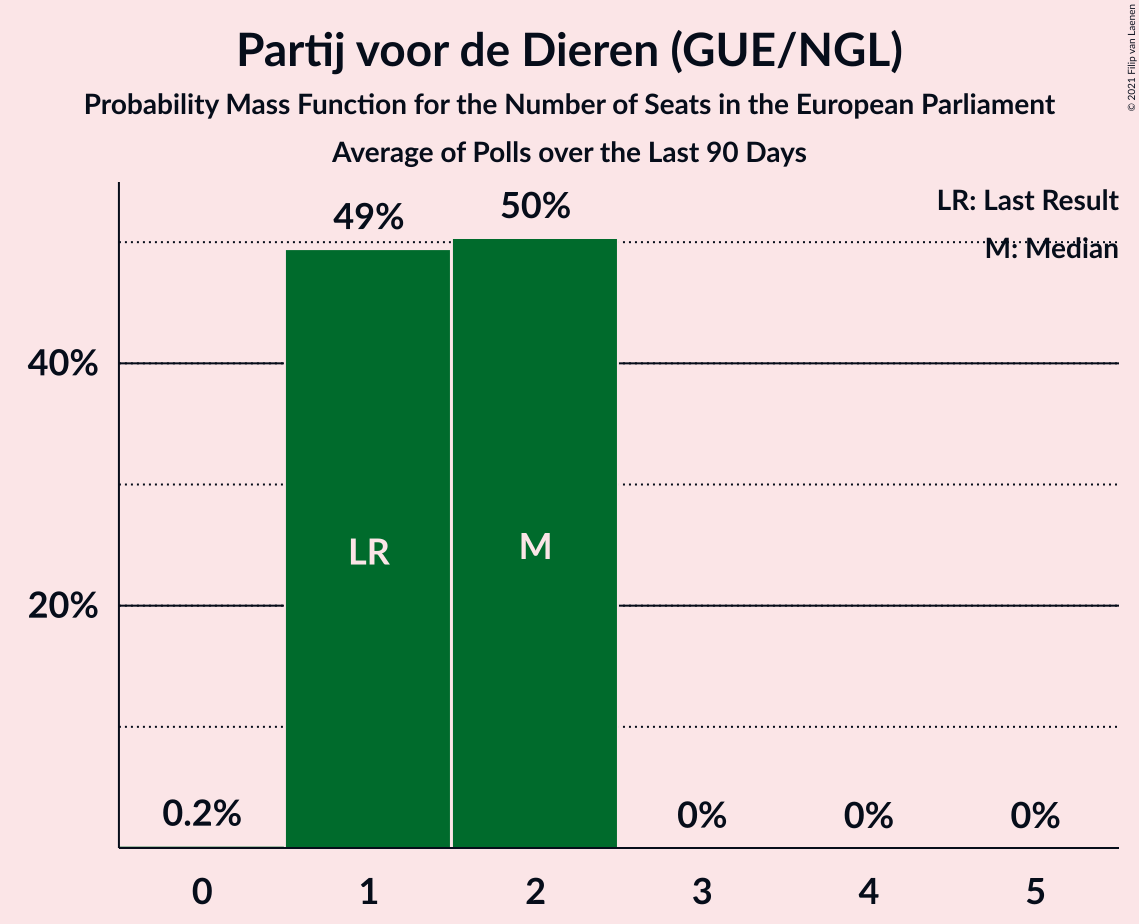 Partij voor de Dieren (GUE/NGL)
Probability Mass Function for the Number of Seats in the European Parliament
Average of Polls over the Last 90 Days
© 2021 Filip van Laenen
LR: Last Result
M: Median
49%
50%
40%
20%
LR
M
0.2%
0%
0%
0%
0
1
2
3
4
5